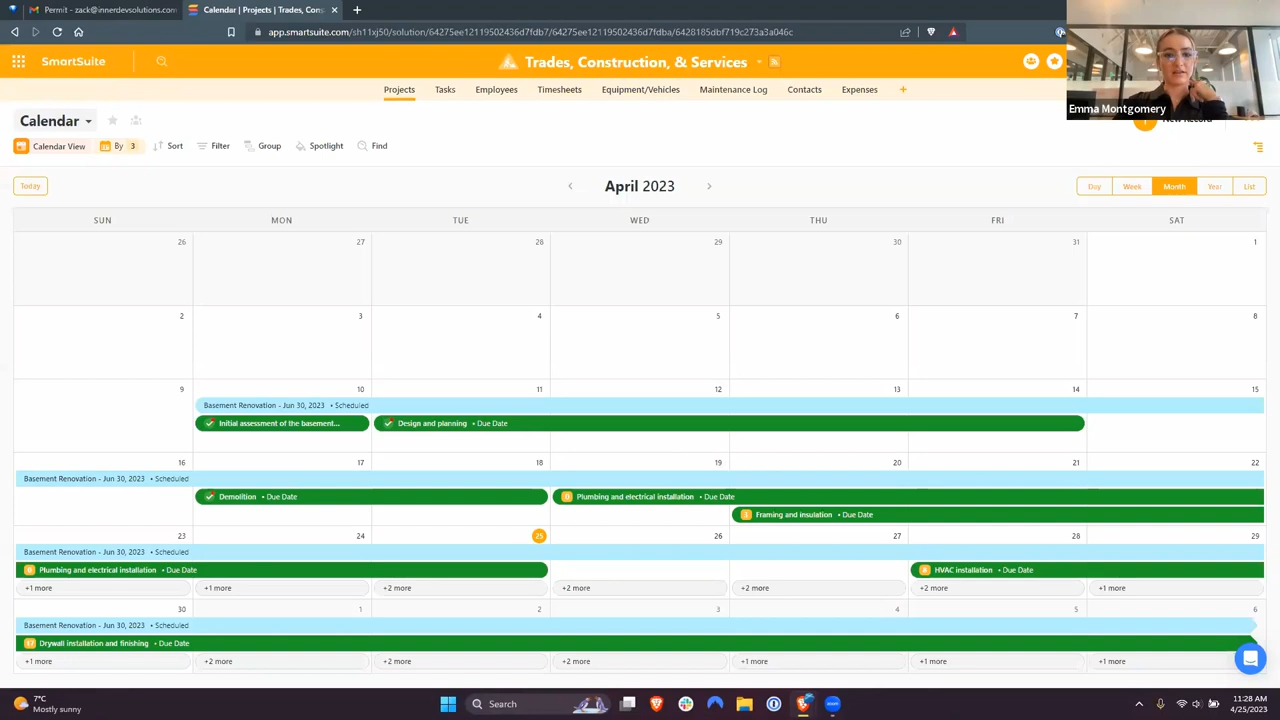 Permit - zack@innerdevsolutions.com
Calendar | Projects | Trades, Cons
app.smartsuite.com/sh11xj50/solution/64275ee12119502436d7fdb7/64275ee12119502436d7fdba/6428185dbf719c273a3a046c
SmartSuite
Trades, Construction, & Services
Emma Montgomery
Projects Tasks Employees Timesheets Equipment/Vehicles Maintenance Log Contacts Expenses +
Calendar
New Record
Calendar View By 3 Sort Filter Group Spotlight Find
Today
April 2023
Day Week Month Year List
SUN MON TUE WED THU FRI SAT
26 27 28 29 30 31 1
2 3 4 5 6 7 8
9 10 11 12 13 14 15
Basement Renovation - Jun 30, 2023 • Scheduled
Initial assessment of the basement... Design and planning • Due Date
16 17 18 19 20 21 22
Basement Renovation - Jun 30, 2023 • Scheduled
Demolition • Due Date 0 Plumbing and electrical installation • Due Date
3 Framing and insulation • Due Date
23 24 25 26 27 28 29
Basement Renovation - Jun 30, 2023 • Scheduled
0 Plumbing and electrical installation • Due Date HVAC installation • Due Date
+1 more +1 more +2 more +2 more +2 more +2 more +1 more
30 1 2 3 4 5 6
Basement Renovation - Jun 30, 2023 • Scheduled
Drywall installation and finishing • Due Date
+1 more +2 more +2 more +2 more +1 more +1 more +1 more
7°C
Mostly sunny
Search
zoom
11:28 AM
4/25/2023